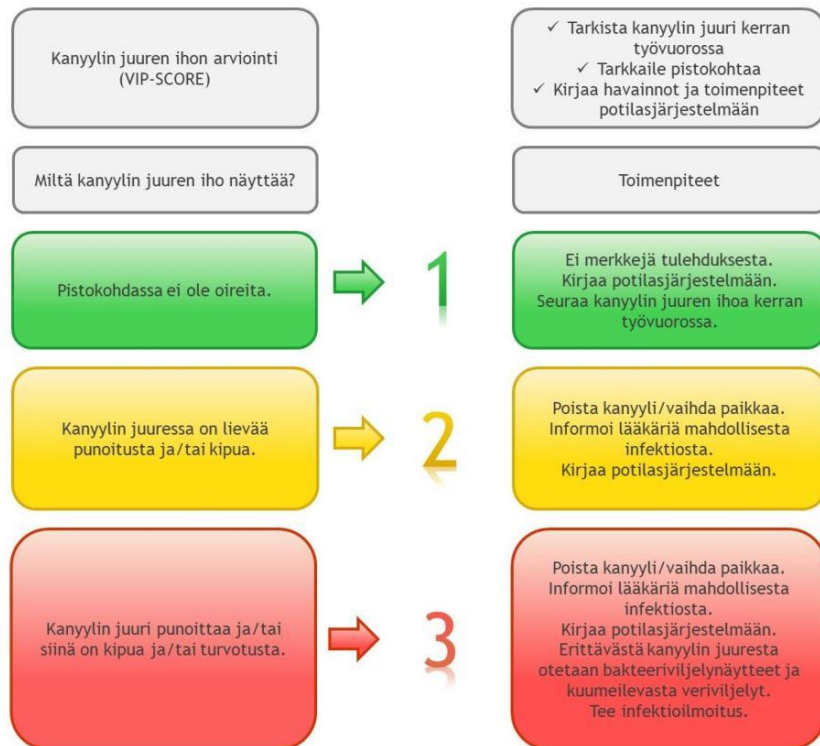 Kanyylin juuren ihon arviointi
(VIP-SCORE)
✓ Tarkista kanyylin juuri kerran
työvuorossa
✓ Tarkkaile pistokohtaa
✓ Kirjaa havainnot ja toimenpiteet
potilasjärjestelmään
Miltä kanyylin juuren iho näyttää?
Toimenpiteet
Pistokohdassa ei ole oireita.
1
Ei merkkejä tulehduksesta.
Kirjaa potilasjärjestelmään.
Seuraa kanyylin juuren ihoa kerran
työvuorossa.
Kanyylin juuressa on lievää
punoitusta ja/tai kipua.
2
Poista kanyyli/vaihda paikkaa.
Informoi lääkäriä mahdollisesta
infektiosta.
Kirjaa potilasjärjestelmään.
Kanyylin juuri punoittaa ja/tai
siinä on kipua ja/tai turvotusta.
3
Poista kanyyli/vaihda paikkaa.
Informoi lääkäriä mahdollisesta
infektiosta.
Kirjaa potilasjärjestelmään.
Erittävästä kanyylin juuresta
otetaan bakteeriviljelynäytteet ja
kuumeilevasta veriviljelyt.
Tee infektioilmoitus.